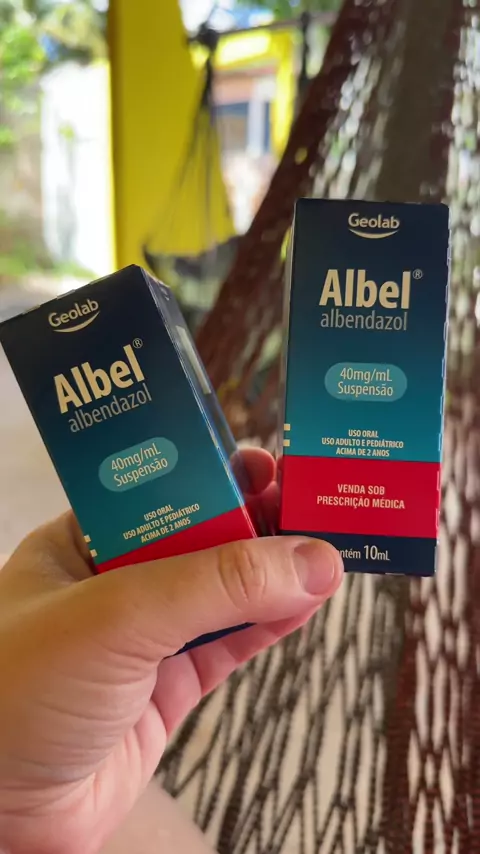 Geolab
Albel®
albendazol
40mg/mL
Suspensão
USO ORAL
USO ADULTO E PEDIÁTRICO
ACIMA DE 2 ANOS
Geolab
Albel®
albendazol
40mg/mL
Suspensão
USO ORAL
USO ADULTO E PEDIÁTRICO
ACIMA DE 2 ANOS
VENDA SOB
PRESCRIÇÃO MÉDICA
10mL